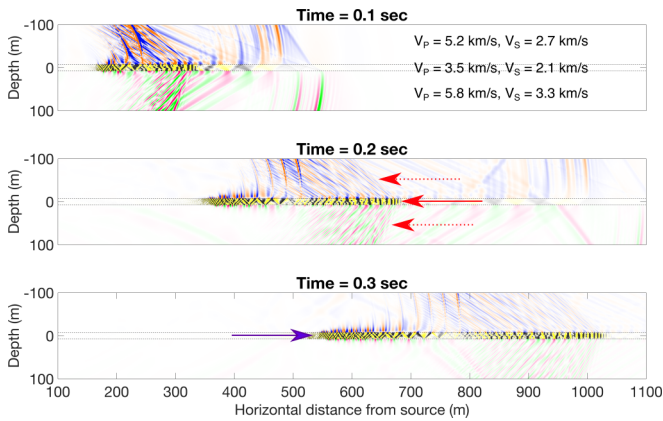 Time = 0.1 sec
-100
0
100
Depth (m)
V_P = 5.2 km/s, V_S = 2.7 km/s
V_P = 3.5 km/s, V_S = 2.1 km/s
V_P = 5.8 km/s, V_S = 3.3 km/s
Time = 0.2 sec
-100
0
100
Depth (m)
Time = 0.3 sec
-100
0
100
Depth (m)
100 200 300 400 500 600 700 800 900 1000 1100
Horizontal distance from source (m)